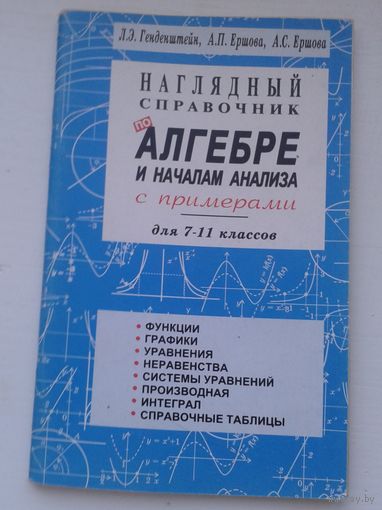 Л.Э. Генденштейн, А.П. Ершова, А.С. Ершова
НАГЛЯДНЫЙ
СПРАВОЧНИК
ПО
АЛГЕБРЕ
И НАЧАЛАМ АНАЛИЗА
с примерами
для 7-11 классов
• ФУНКЦИИ
• ГРАФИКИ
• УРАВНЕНИЯ
• НЕРАВЕНСТВА
• СИСТЕМЫ УРАВНЕНИЙ
• ПРОИЗВОДНАЯ
• ИНТЕГРАЛ
• СПРАВОЧНЫЕ ТАБЛИЦЫ